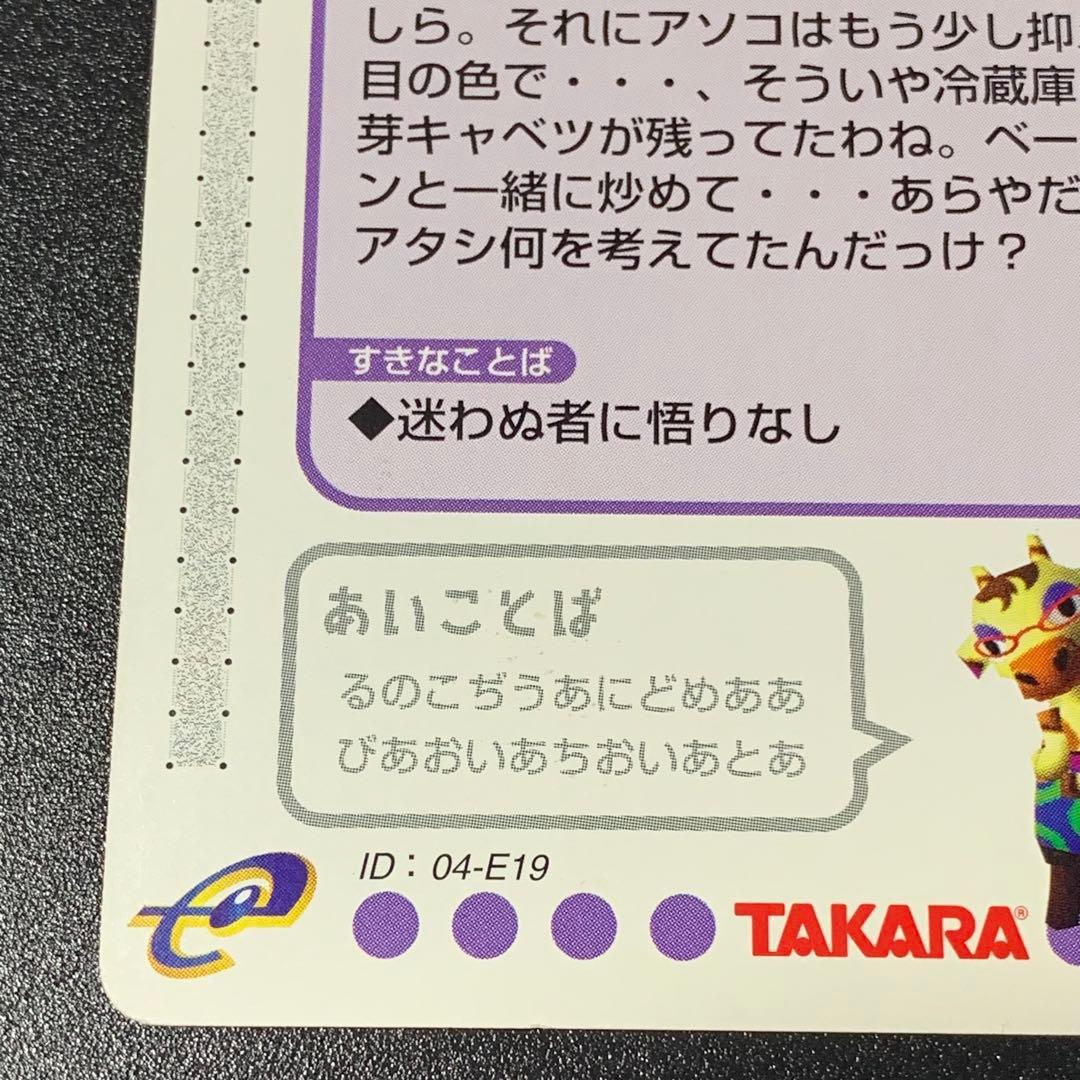 しら。それにアソコはもう少し抑
目の色で・・・、そういや冷蔵庫
芽キャベツが残ってたわね。ベー
ンと一緒に炒めて・・・あらやだ
アタシ何を考えてたんだっけ？
すきなことば
◆迷わぬ者に悟りなし
あいことば
るのこぢうあにどめああ
びあおいあちおいあとあ
ID：04-E19
e
TAKARA®